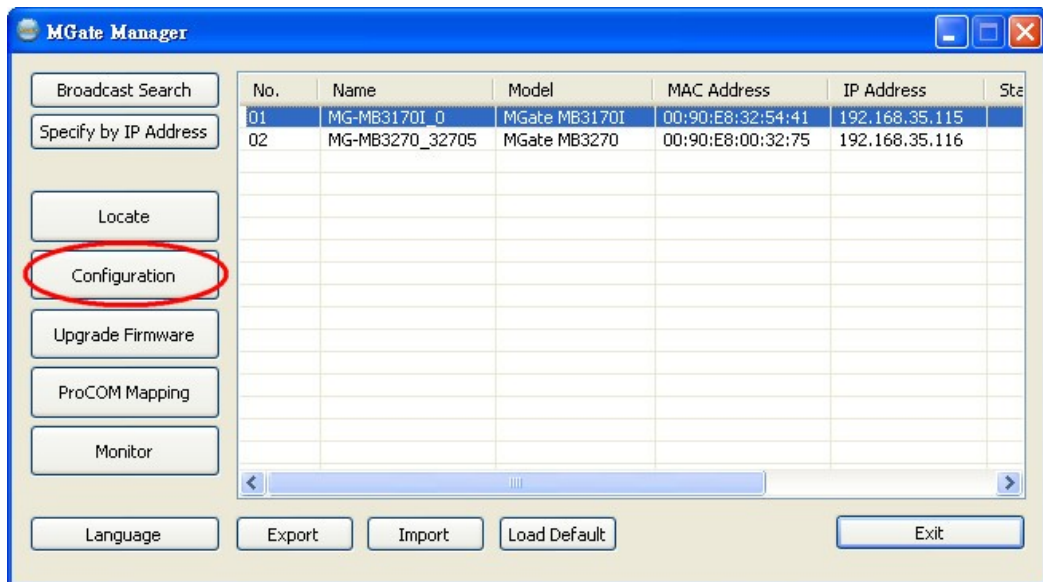 MGate Manager
Broadcast Search
Specify by IP Address
Locate
Configuration
Upgrade Firmware
ProCOM Mapping
Monitor
Language
No. Name Model MAC Address IP Address Sta
01 MG-MB3170I_0 MGate MB3170I 00:90:E8:32:54:41 192.168.35.115
02 MG-MB3270_32705 MGate MB3270 00:90:E8:00:32:75 192.168.35.116
Export Import Load Default Exit